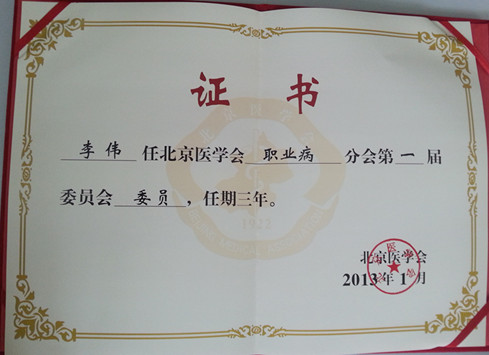 证 书
李伟 任北京医学会 职业病 分会第 一 届
委员会 委员 ，任期三年。
1921
北京医学会
2013年1月